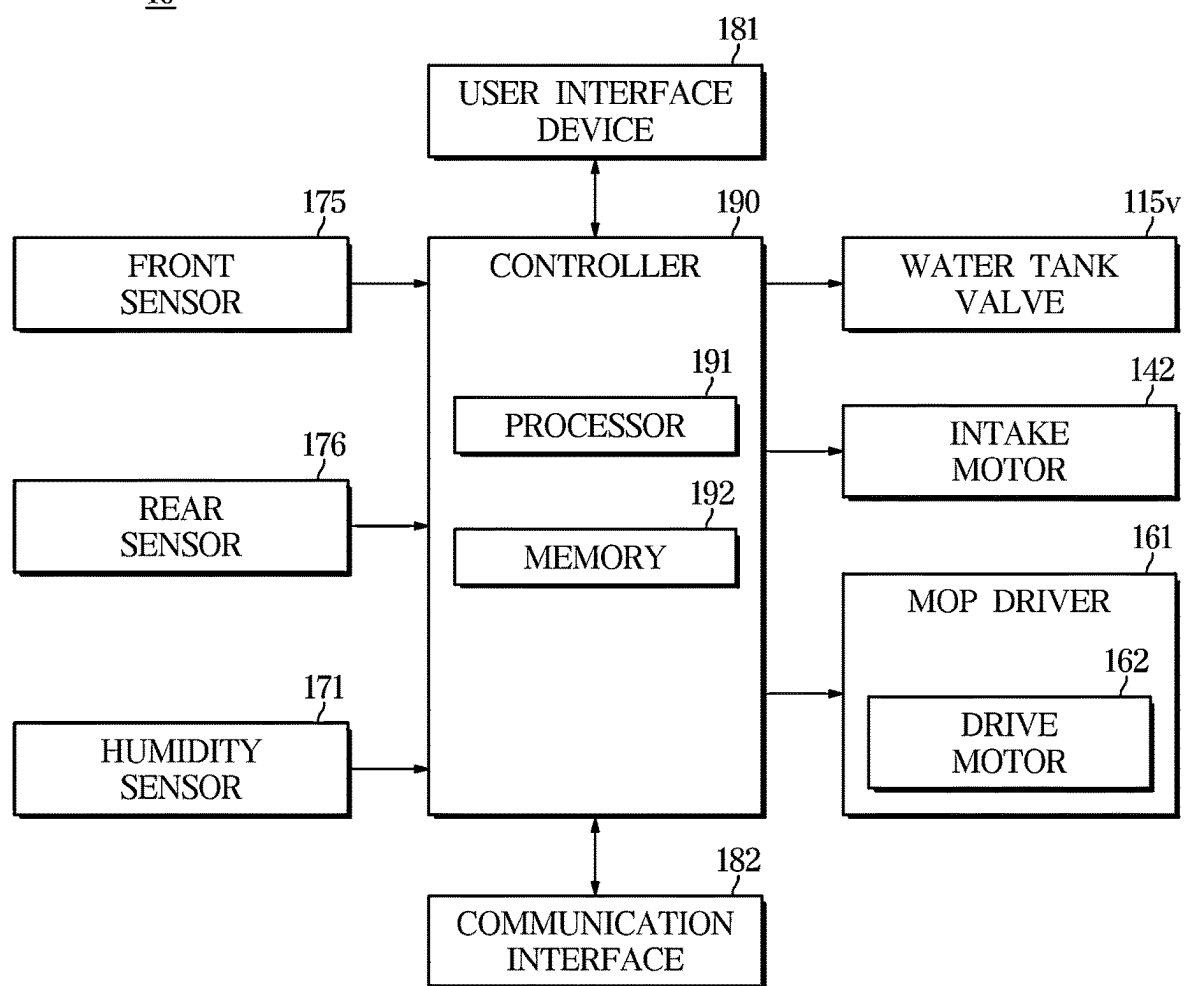 181
USER INTERFACE
DEVICE
175
FRONT
SENSOR
190
CONTROLLER
115v
WATER TANK
VALVE
191
PROCESSOR
142
INTAKE
MOTOR
176
REAR
SENSOR
192
MEMORY
161
MOP DRIVER
162
DRIVE
MOTOR
171
HUMIDITY
SENSOR
182
COMMUNICATION
INTERFACE